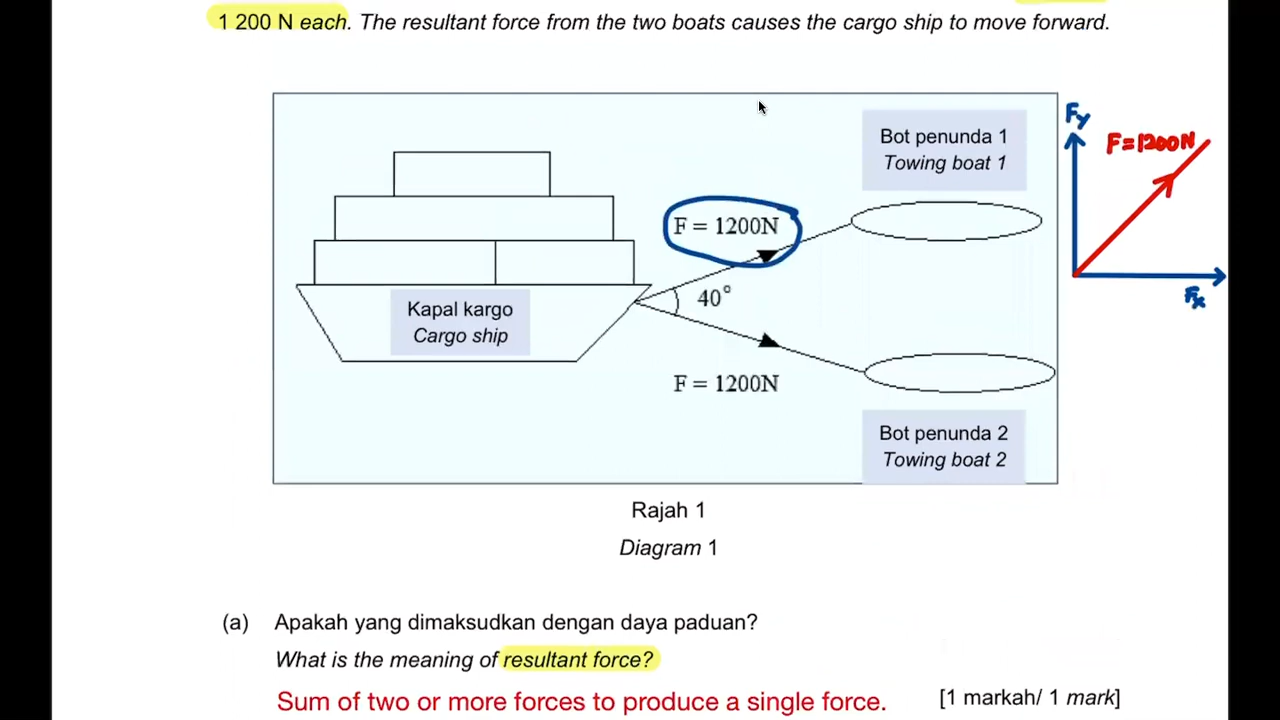 1 200 N each. The resultant force from the two boats causes the cargo ship to move forward.
Bot penunda 1
Towing boat 1
Fy
F=1200N
F = 1200N
40°
Kapal kargo
Cargo ship
Fx
F = 1200N
Bot penunda 2
Towing boat 2
Rajah 1
Diagram 1
(a) Apakah yang dimaksudkan dengan daya paduan?
What is the meaning of resultant force?
Sum of two or more forces to produce a single force. [1 markah/ 1 mark]